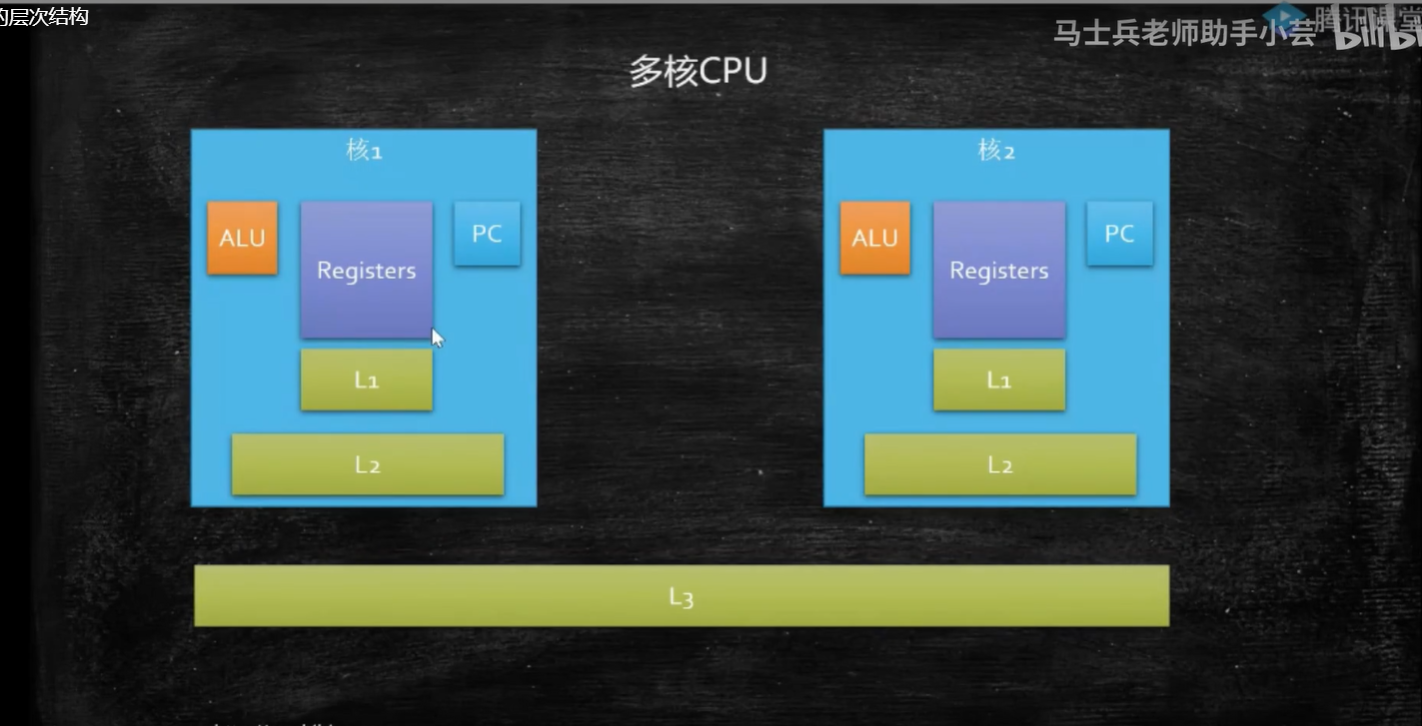 的层次结构
腾讯课堂
马士兵老师助手小芸
bilibi
多核CPU
核1
核2
ALU
Registers
PC
ALU
Registers
PC
L1
L1
L2
L2
L3